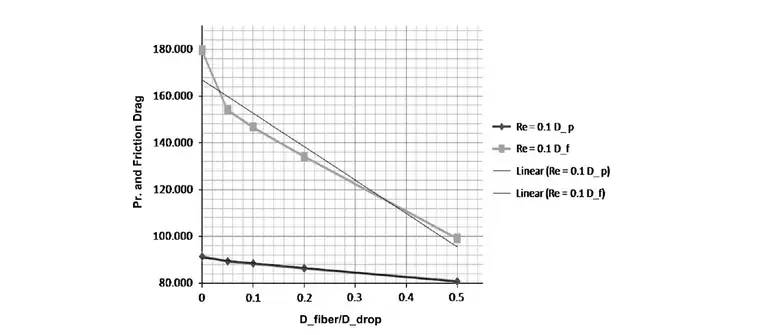 180.000
160.000
140.000
120.000
100.000
80.000
Pr. and Friction Drag
0 0.1 0.2 0.3 0.4 0.5
D_fiber/D_drop
Re = 0.1 D_p
Re = 0.1 D_f
Linear (Re = 0.1 D_p)
Linear (Re = 0.1 D_f)